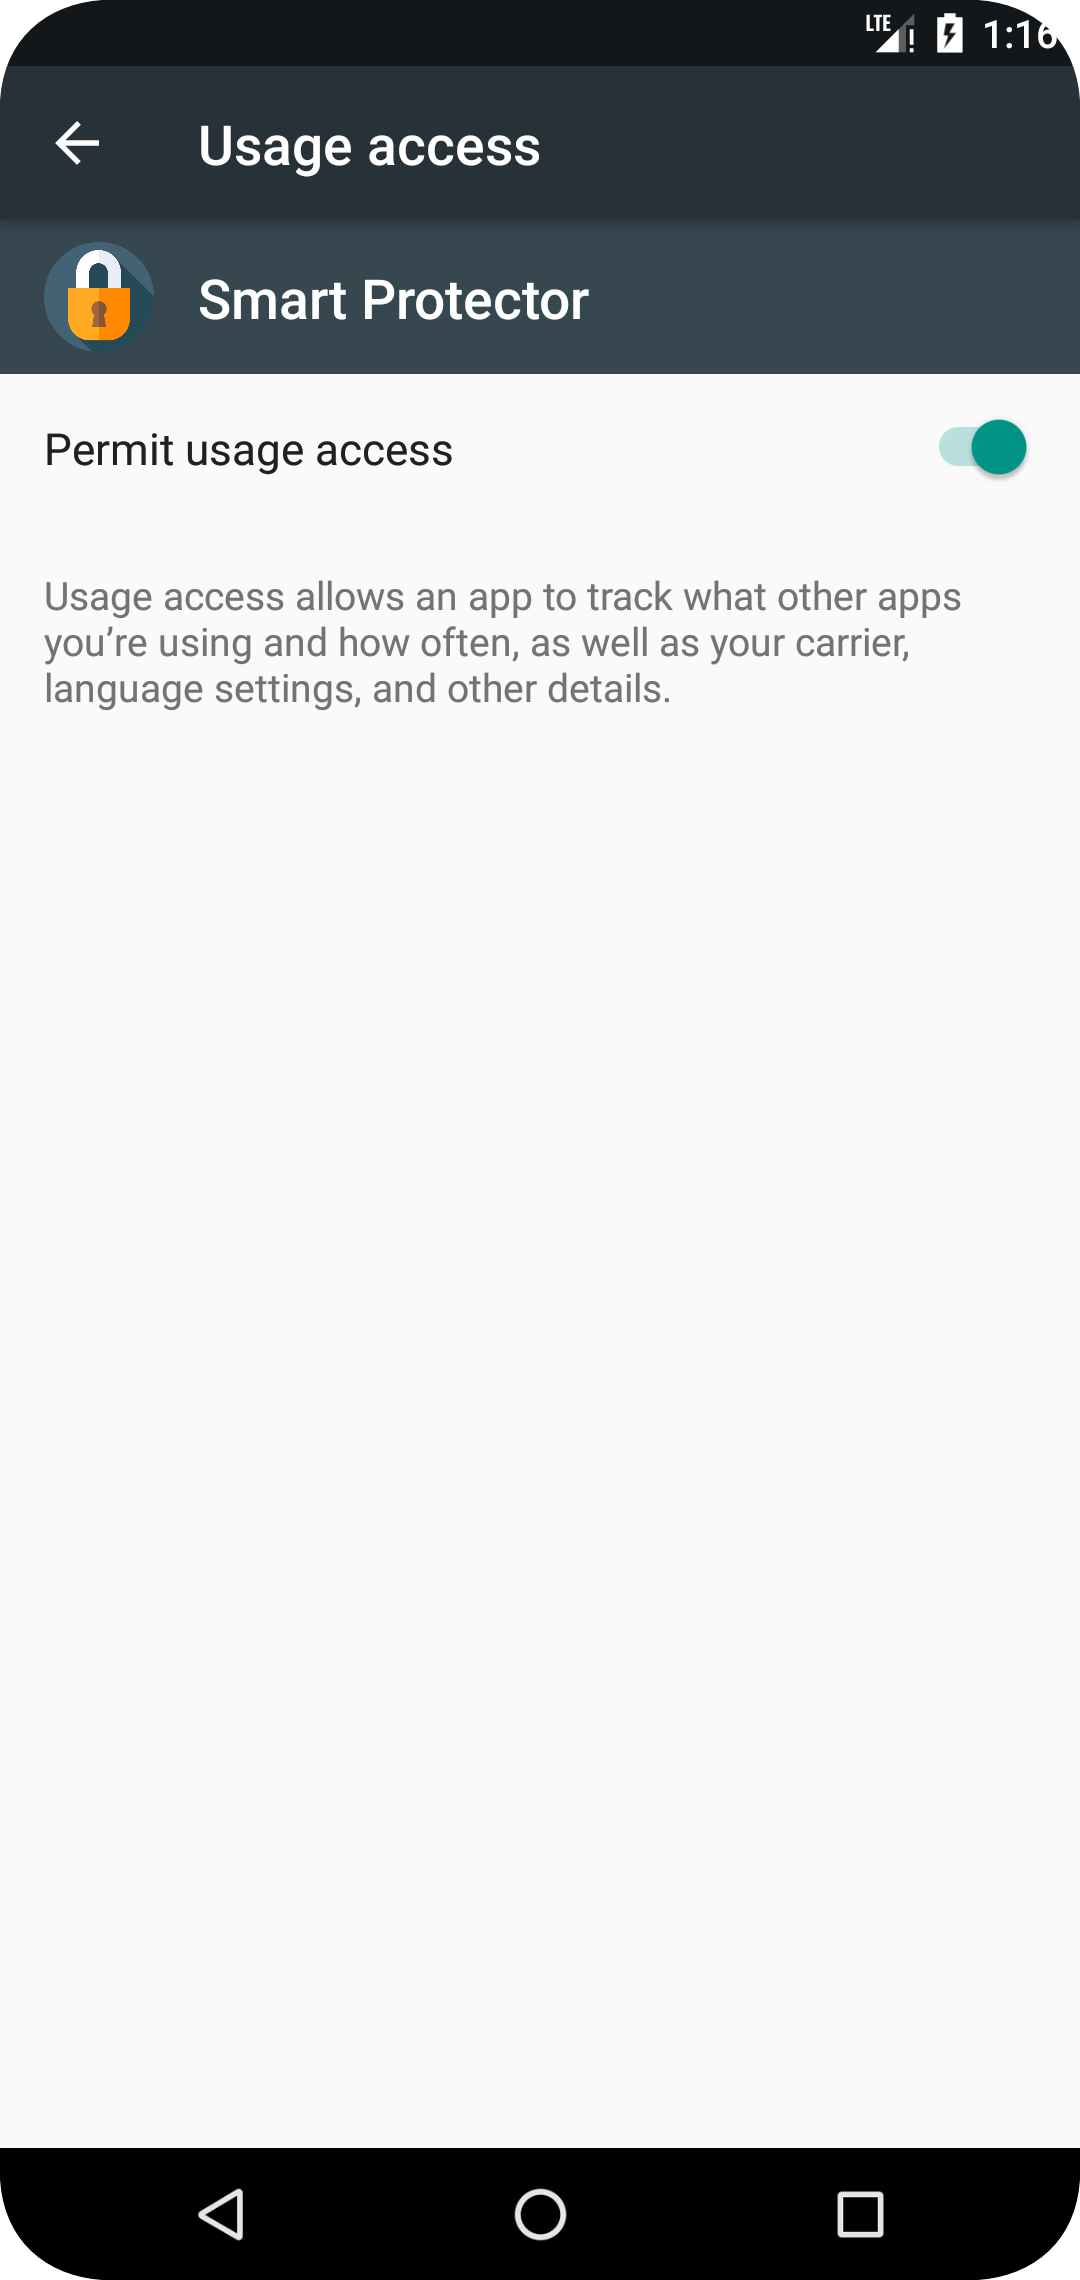 LTE 1:16
Usage access
Smart Protector
Permit usage access
Usage access allows an app to track what other apps
you’re using and how often, as well as your carrier,
language settings, and other details.